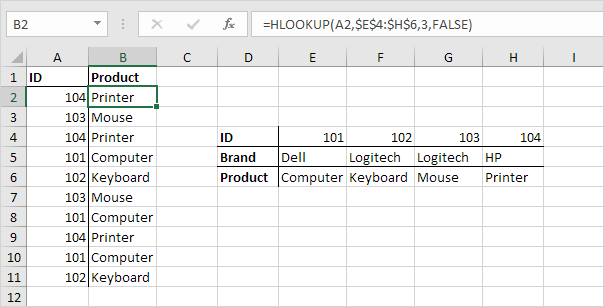 B2 fx =HLOOKUP(A2,$E$4:$H$6,3,FALSE)
A B C D E F G H I
1 ID Product
2 104 Printer
3 103 Mouse
4 104 Printer ID 101 102 103 104
5 101 Computer Brand Dell Logitech Logitech HP
6 102 Keyboard Product Computer Keyboard Mouse Printer
7 103 Mouse
8 101 Computer
9 104 Printer
10 101 Computer
11 102 Keyboard
12